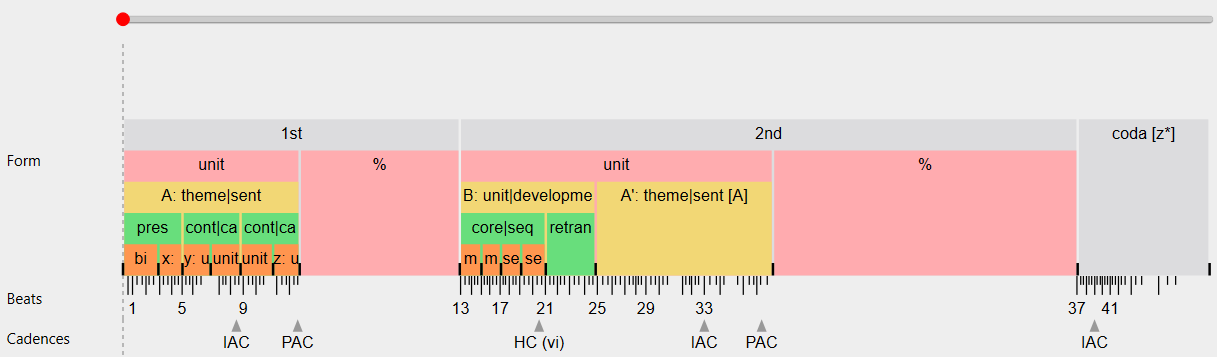 1st 2nd coda [z*]
Form unit % unit %
A: theme|sent B: unit|developme A': theme|sent [A]
pres cont|ca cont|ca core|seq retran
bi x: y: u unit unit z: u m m se se
Beats 1 5 9 13 17 21 25 29 33 37 41
Cadences IAC PAC HC (vi) IAC PAC IAC